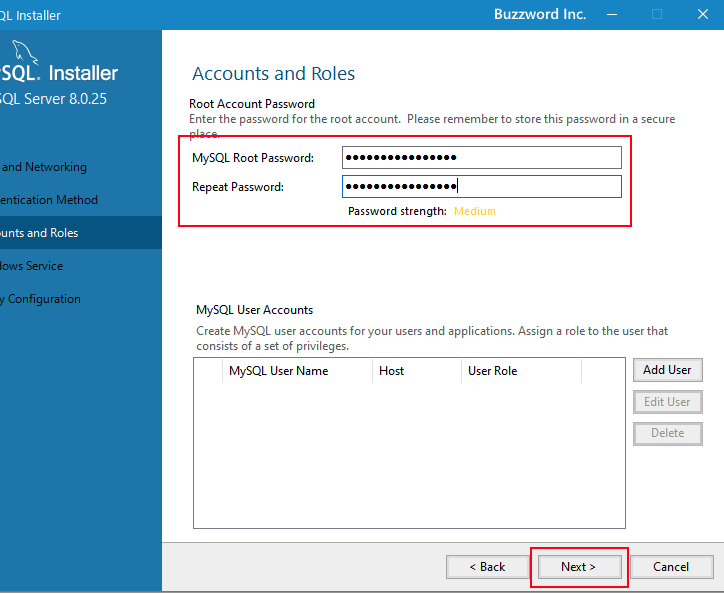 QL Installer
Buzzword Inc.
ySQL. Installer
SQL Server 8.0.25
and Networking
entication Method
ounts and Roles
dows Service
y Configuration
Accounts and Roles
Root Account Password
Enter the password for the root account. Please remember to store this password in a secure
place.
MySQL Root Password:
Repeat Password:
Password strength: Medium
MySQL User Accounts
Create MySQL user accounts for your users and applications. Assign a role to the user that
consists of a set of privileges.
MySQL User Name Host User Role
Add User
Edit User
Delete
< Back Next > Cancel